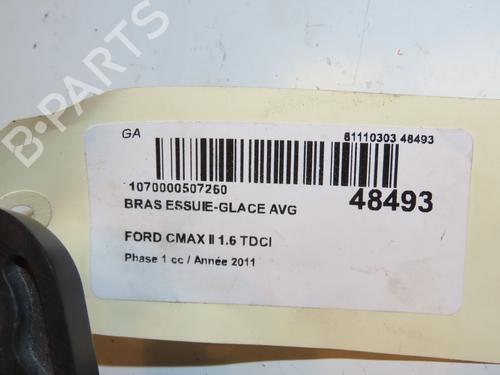 B-PARTS
GA
81110303 48493
1070000507260
48493
BRAS ESSUIE-GLACE AVG
FORD CMAX II 1.6 TDCI
Phase 1 cc / Année 2011